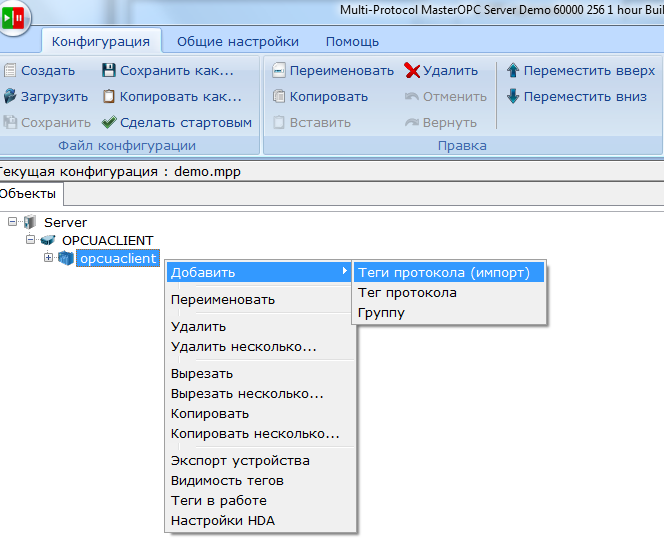 Multi-Protocol MasterOPC Server Demo 60000 256 1 hour Buil
Конфигурация Общие настройки Помощь
Создать Сохранить как... Переименовать Удалить Переместить вверх
Загрузить Копировать как... Копировать Отменить Переместить вниз
Сохранить Сделать стартовым Вставить Вернуть
Файл конфигурации Правка
Текущая конфигурация : demo.mpp
Объекты
Server
OPCUACLIENT
opcuaclient
Добавить
Теги протокола (импорт)
Тег протокола
Группу
Переименовать
Удалить
Удалить несколько...
Вырезать
Вырезать несколько...
Копировать
Копировать несколько...
Экспорт устройства
Видимость тегов
Теги в работе
Настройки HDA